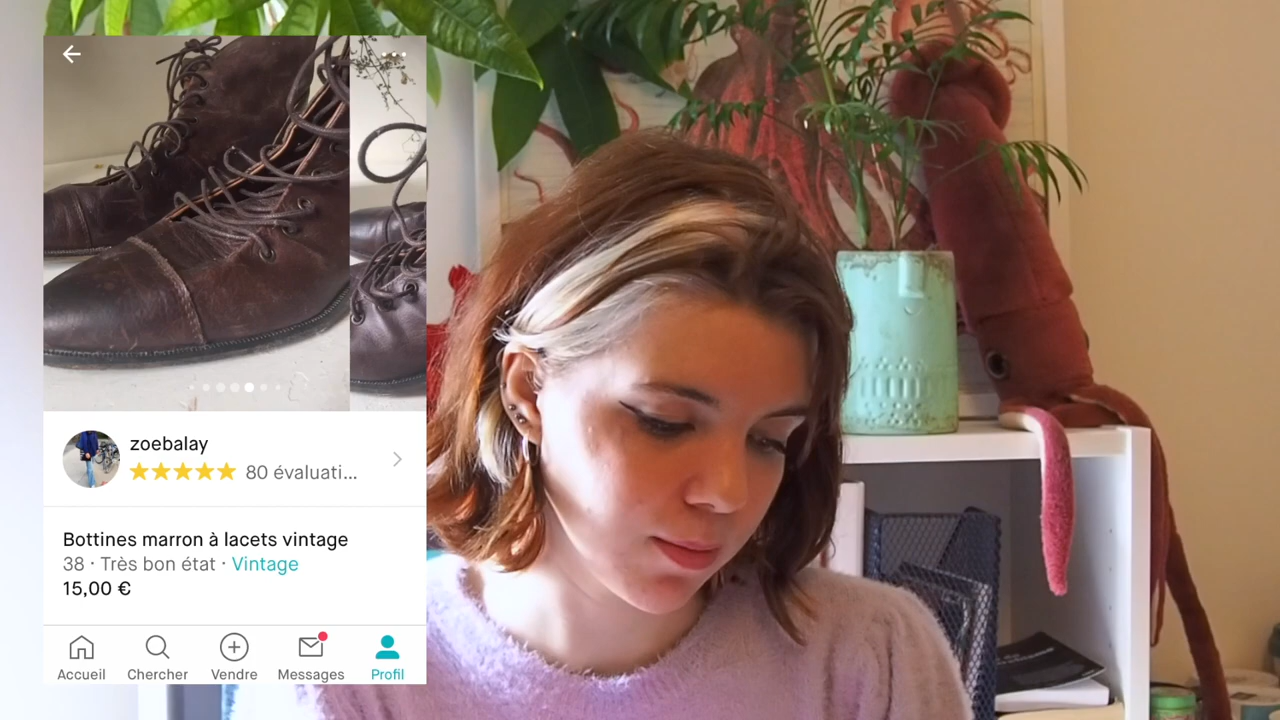 zoebalay
80 évaluati...
Bottines marron à lacets vintage
38 · Très bon état · Vintage
15,00 €
Accueil Chercher Vendre Messages Profil